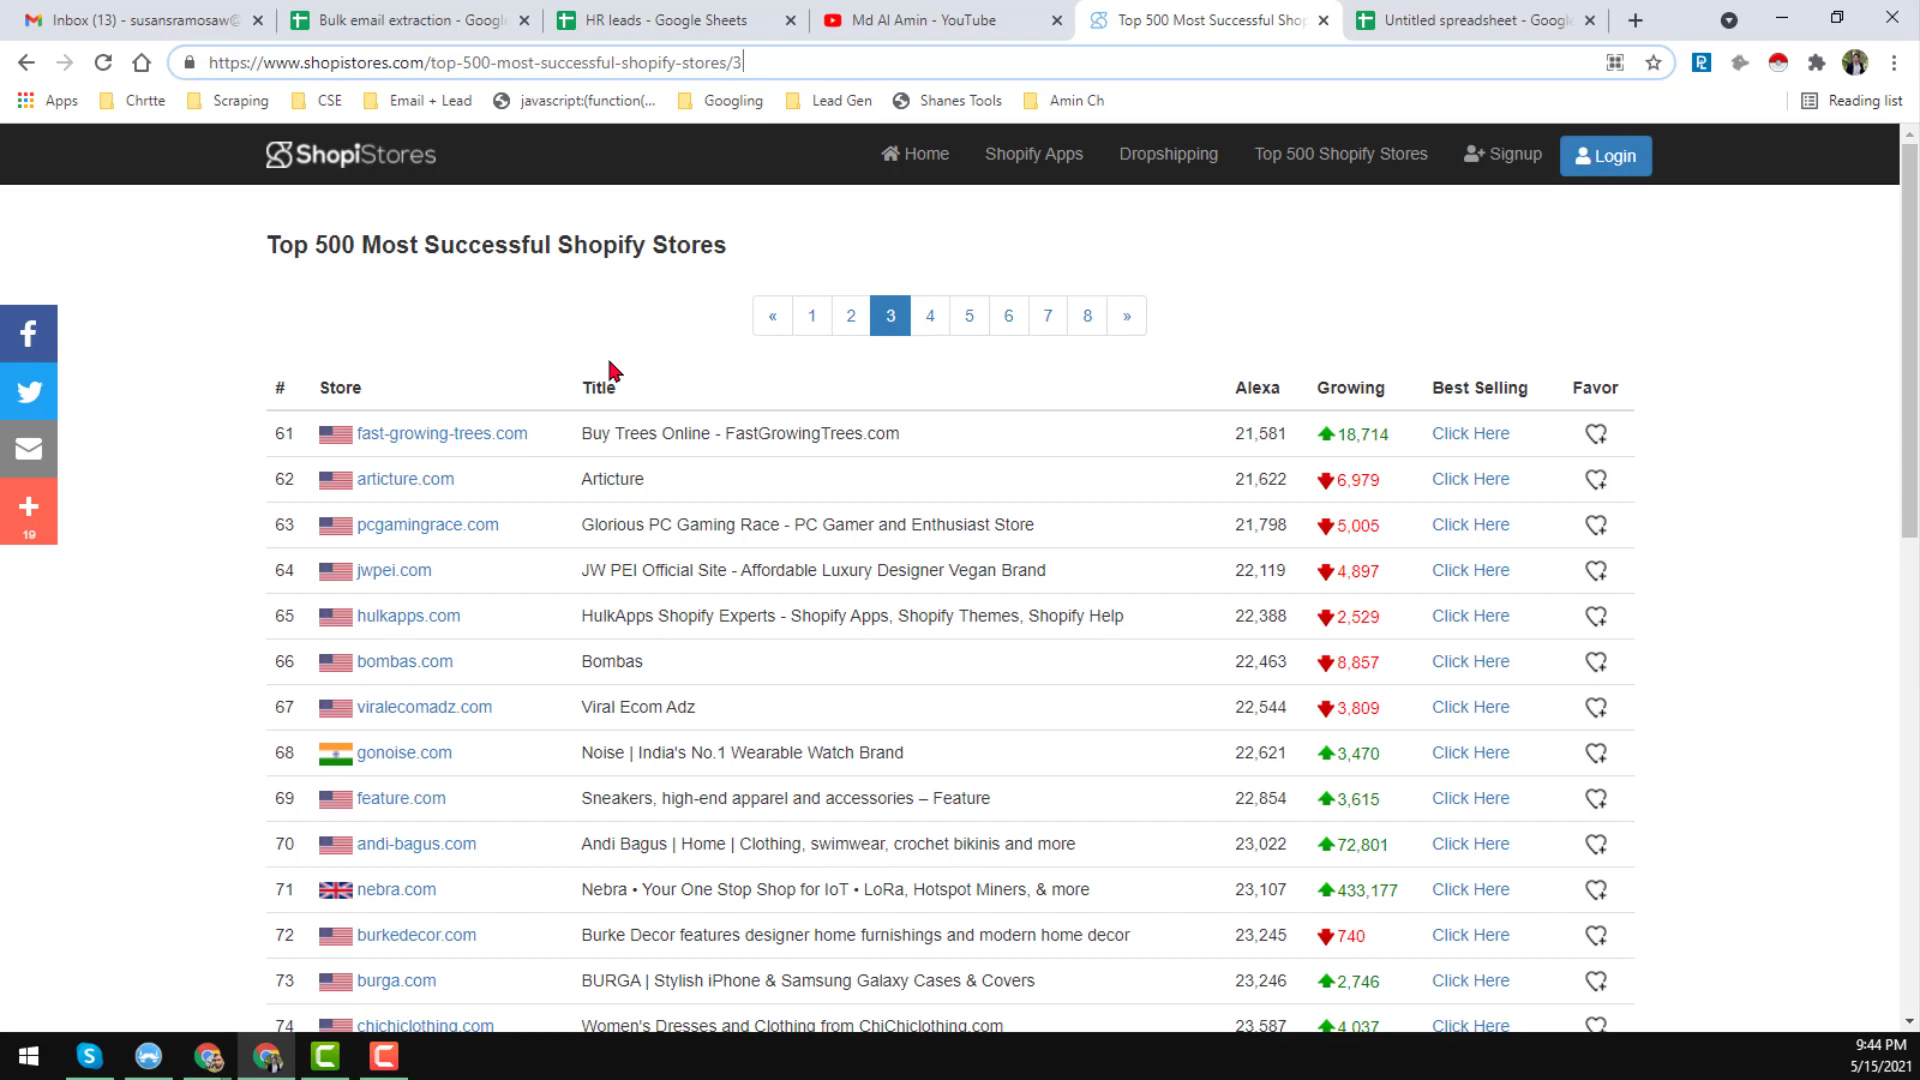 Inbox (13) - susansramosaw@
Bulk email extraction - Google
HR leads - Google Sheets
Md Al Amin - YouTube
Top 500 Most Successful Shop
Untitled spreadsheet - Google
https://www.shopistores.com/top-500-most-successful-shopify-stores/3
Apps
Chrtte
Scraping
CSE
Email + Lead
javascript:(function(...
Googling
Lead Gen
Shanes Tools
Amin Ch
Reading list
ShopiStores
Home
Shopify Apps
Dropshipping
Top 500 Shopify Stores
Signup
Login
Top 500 Most Successful Shopify Stores
« 1 2 3 4 5 6 7 8 »
19
# Store Title Alexa Growing Best Selling Favor
61 fast-growing-trees.com Buy Trees Online - FastGrowingTrees.com 21,581 18,714 Click Here
62 articture.com Articture 21,622 6,979 Click Here
63 pcgamingrace.com Glorious PC Gaming Race - PC Gamer and Enthusiast Store 21,798 5,005 Click Here
64 jwpei.com JW PEI Official Site - Affordable Luxury Designer Vegan Brand 22,119 4,897 Click Here
65 hulkapps.com HulkApps Shopify Experts - Shopify Apps, Shopify Themes, Shopify Help 22,388 2,529 Click Here
66 bombas.com Bombas 22,463 8,857 Click Here
67 viralecomadz.com Viral Ecom Adz 22,544 3,809 Click Here
68 gonoise.com Noise | India's No.1 Wearable Watch Brand 22,621 3,470 Click Here
69 feature.com Sneakers, high-end apparel and accessories – Feature 22,854 3,615 Click Here
70 andi-bagus.com Andi Bagus | Home | Clothing, swimwear, crochet bikinis and more 23,022 72,801 Click Here
71 nebra.com Nebra • Your One Stop Shop for IoT • LoRa, Hotspot Miners, & more 23,107 433,177 Click Here
72 burkedecor.com Burke Decor features designer home furnishings and modern home decor 23,245 740 Click Here
73 burga.com BURGA | Stylish iPhone & Samsung Galaxy Cases & Covers 23,246 2,746 Click Here
74 chichiclothing.com Women's Dresses and Clothing from ChiChiclothing.com 23,587 4,037 Click Here
9:44 PM
5/15/2021